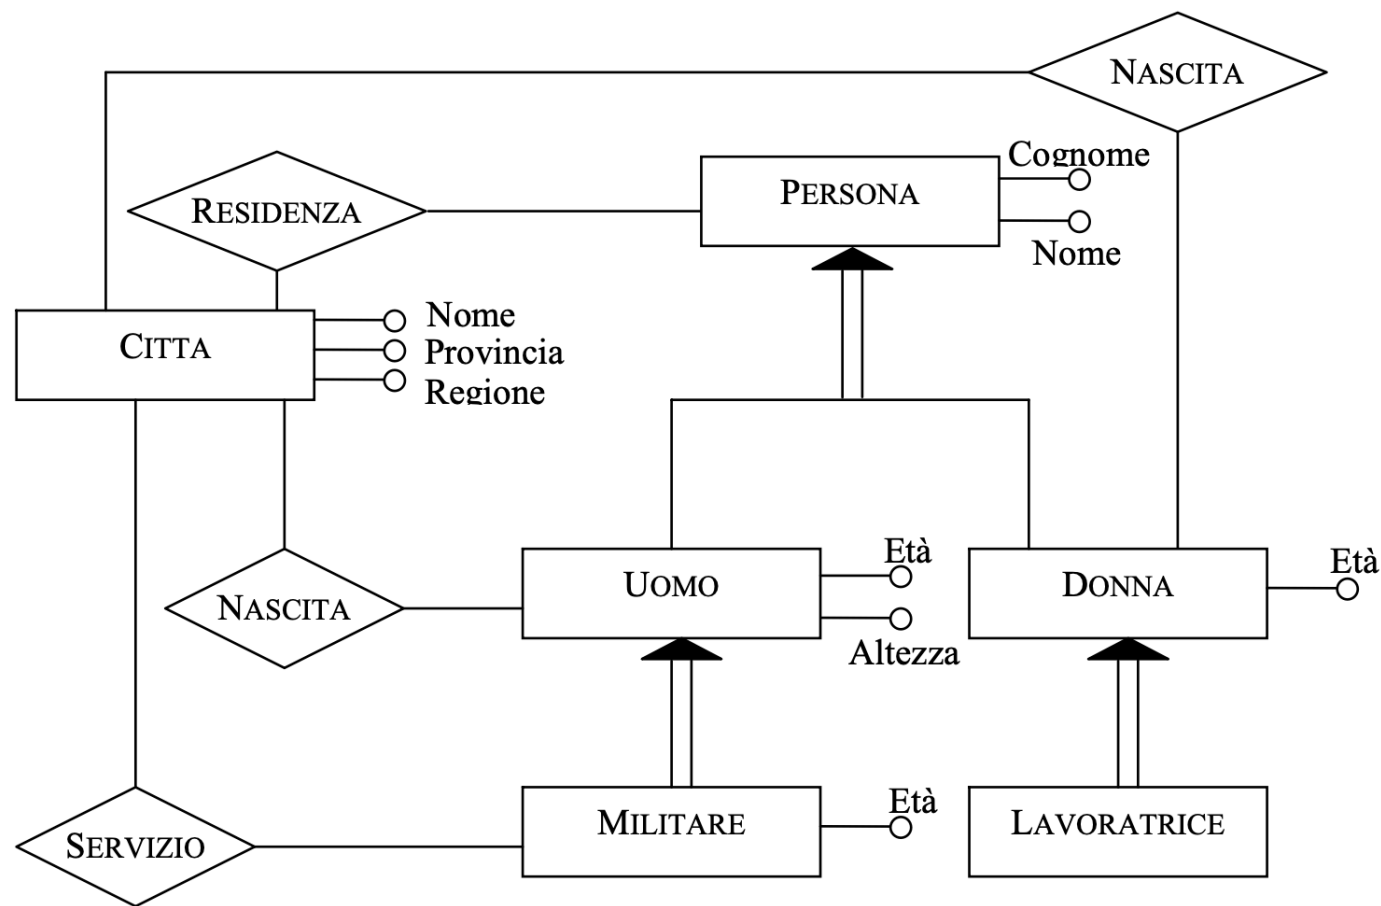 NASCITA
Cognome
PERSONA
RESIDENZA
Nome
Nome
CITTA
Provincia
Regione
Età
Età
UOMO
DONNA
NASCITA
Altezza
Età
MILITARE
LAVORATRICE
SERVIZIO